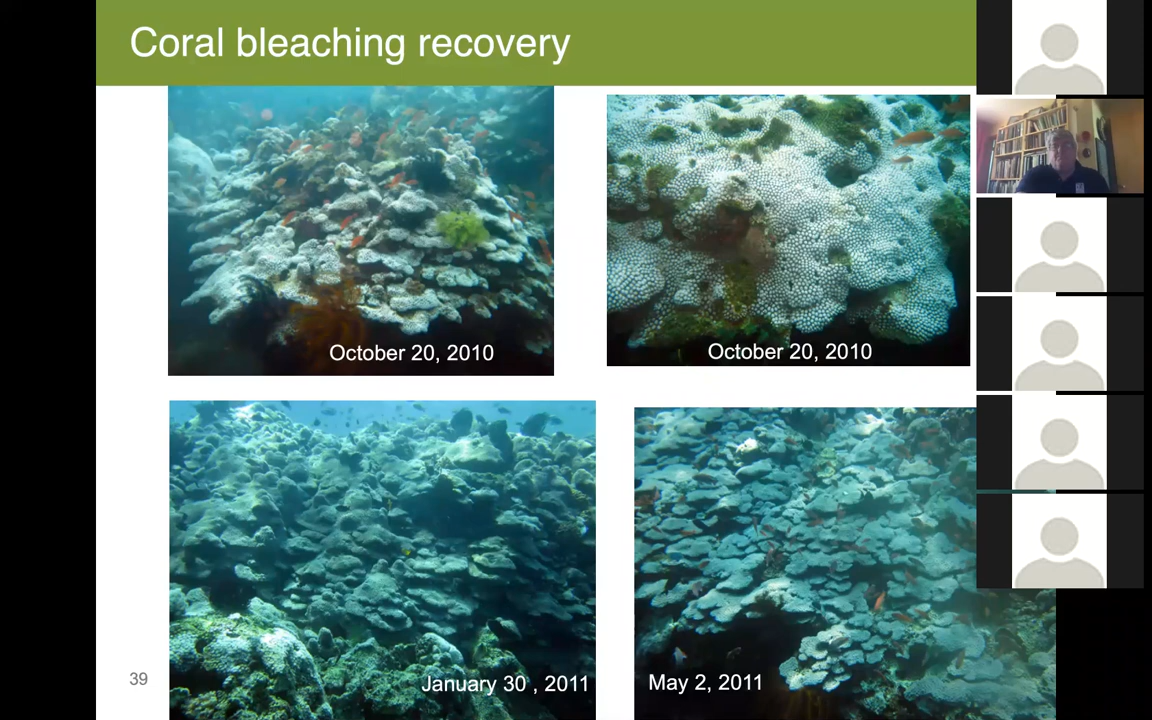 Coral bleaching recovery
October 20, 2010
October 20, 2010
January 30 , 2011
May 2, 2011
39